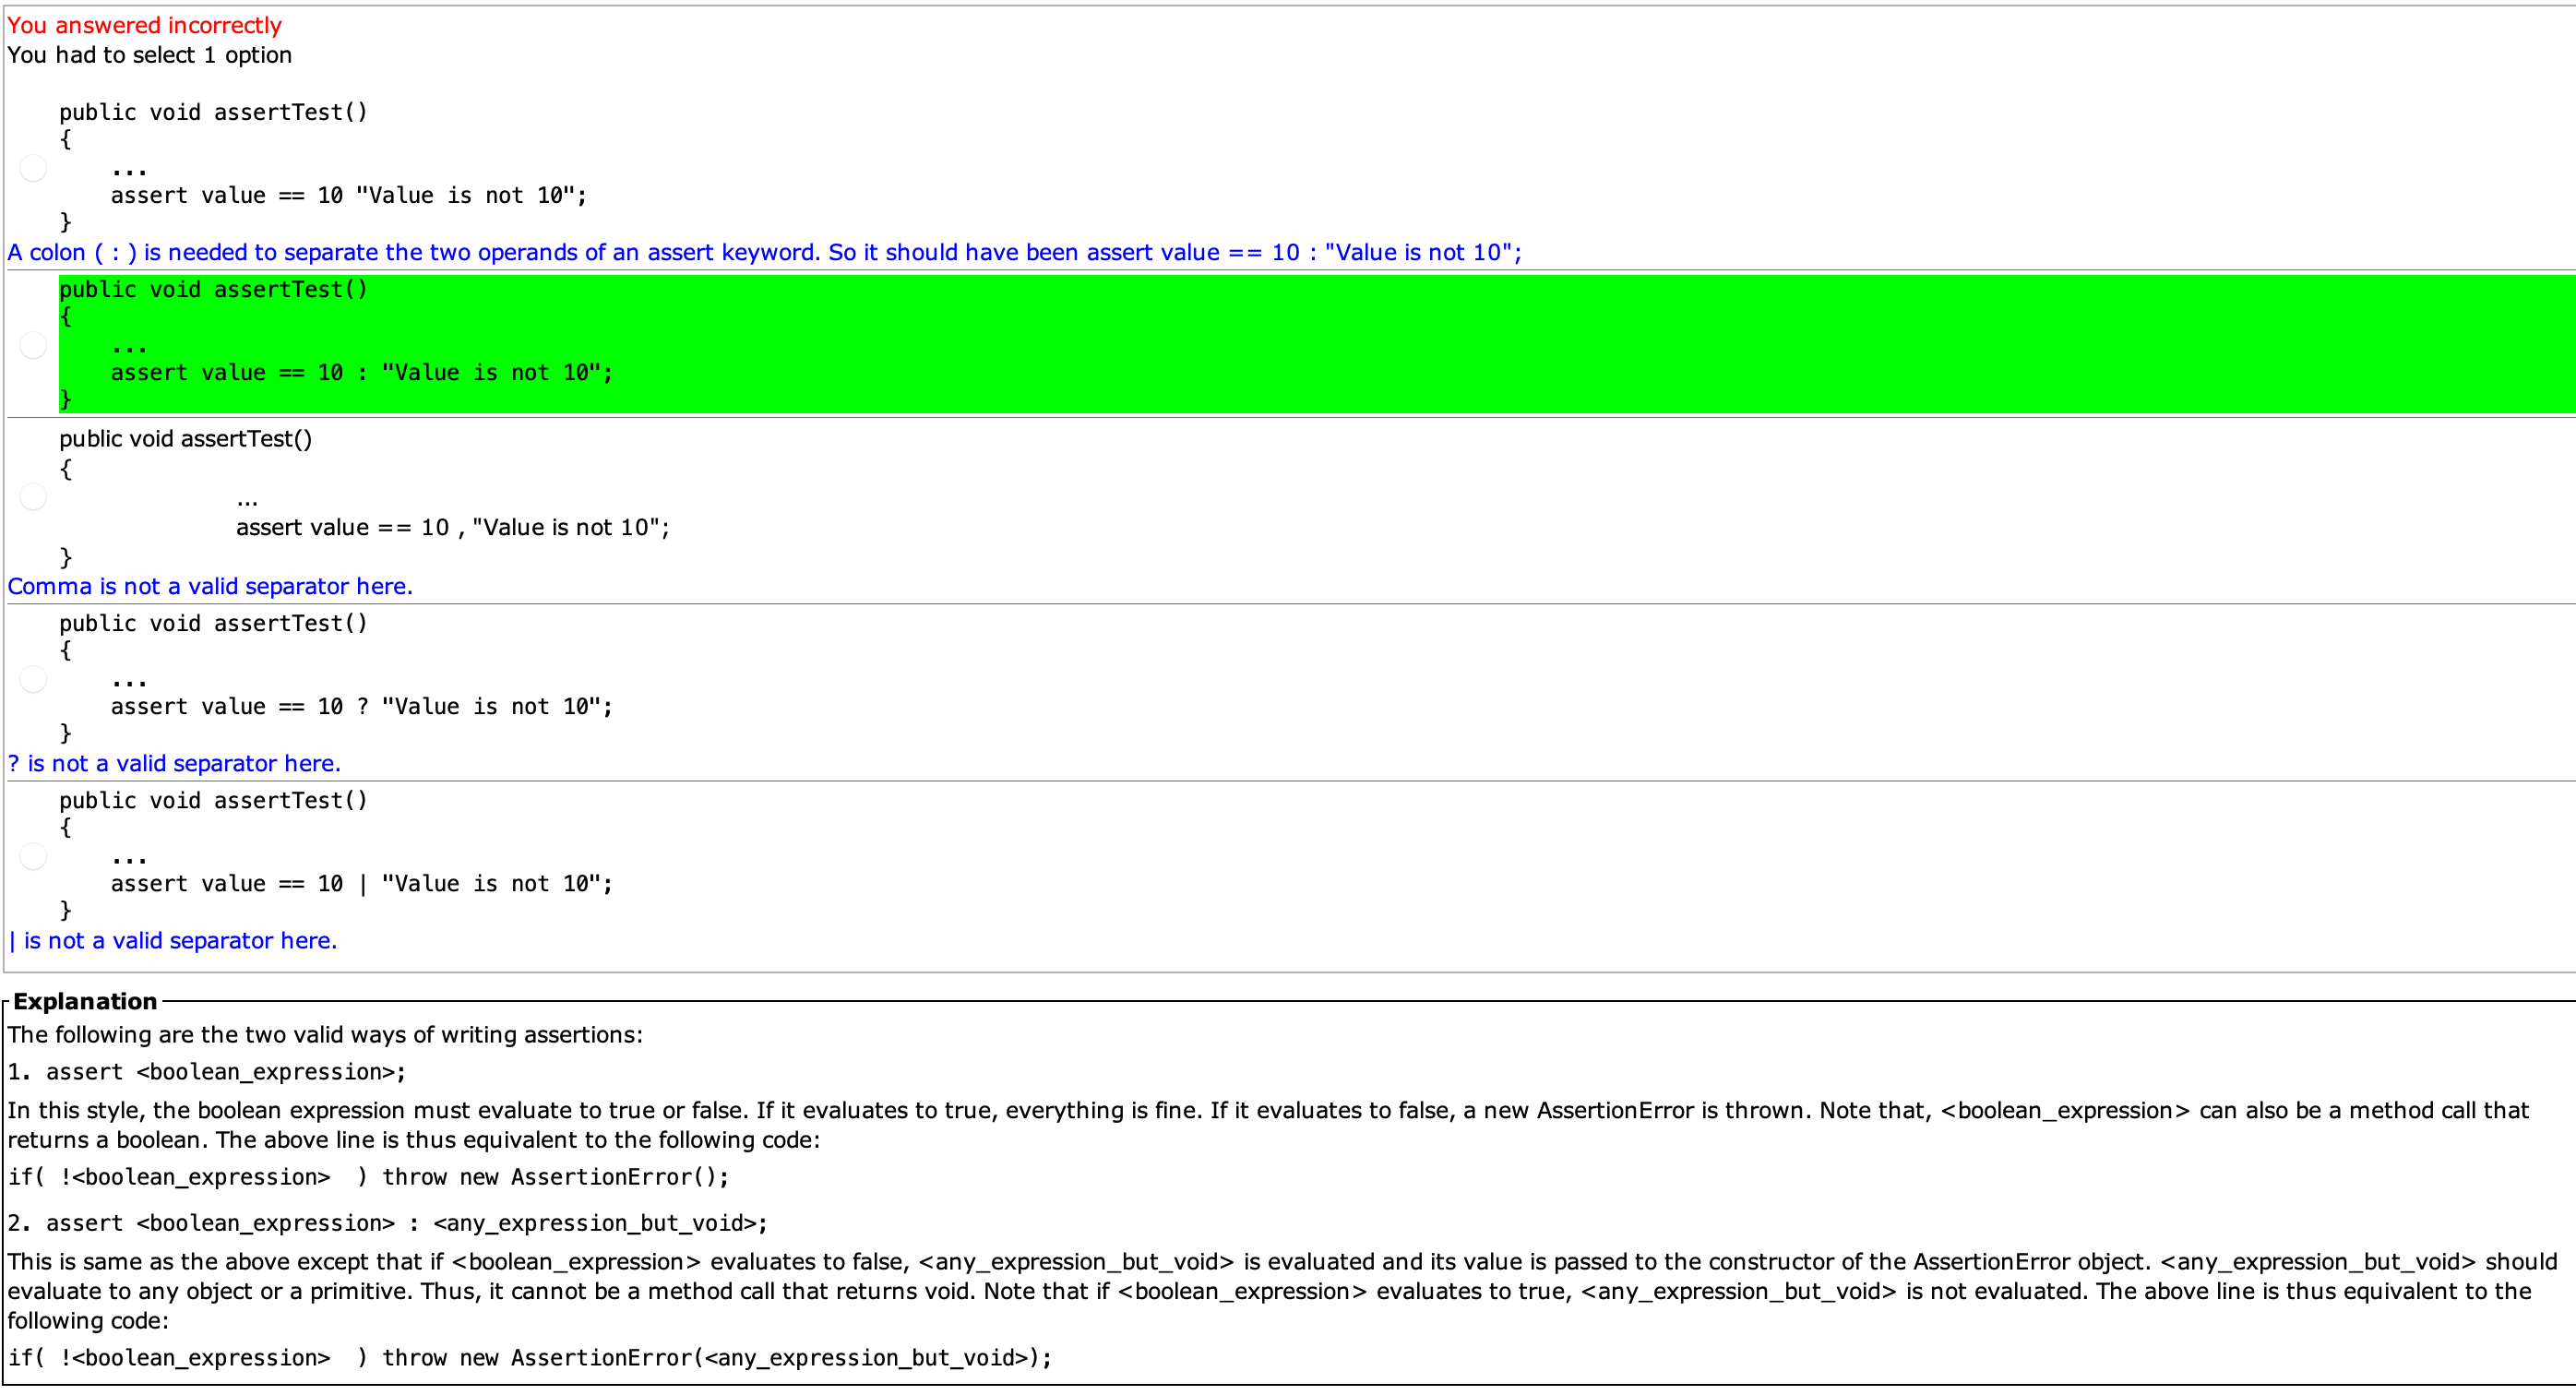 You answered incorrectly
You had to select 1 option
public void assertTest()
{
...
assert value == 10 "Value is not 10";
}
A colon ( : ) is needed to separate the two operands of an assert keyword. So it should have been assert value == 10 : "Value is not 10";
public void assertTest()
{
...
assert value == 10 : "Value is not 10";
}
public void assertTest()
{
...
assert value == 10 , "Value is not 10";
}
Comma is not a valid separator here.
public void assertTest()
{
...
assert value == 10 ? "Value is not 10";
}
? is not a valid separator here.
public void assertTest()
{
...
assert value == 10 | "Value is not 10";
}
| is not a valid separator here.
Explanation
The following are the two valid ways of writing assertions:
1. assert <boolean_expression>;
In this style, the boolean expression must evaluate to true or false. If it evaluates to true, everything is fine. If it evaluates to false, a new AssertionError is thrown. Note that, <boolean_expression> can also be a method call that
returns a boolean. The above line is thus equivalent to the following code:
if( !<boolean_expression>  ) throw new AssertionError();
2. assert <boolean_expression> : <any_expression_but_void>;
This is same as the above except that if <boolean_expression> evaluates to false, <any_expression_but_void> is evaluated and its value is passed to the constructor of the AssertionError object. <any_expression_but_void> should
evaluate to any object or a primitive. Thus, it cannot be a method call that returns void. Note that if <boolean_expression> evaluates to true, <any_expression_but_void> is not evaluated. The above line is thus equivalent to the
following code:
if( !<boolean_expression>  ) throw new AssertionError(<any_expression_but_void>);